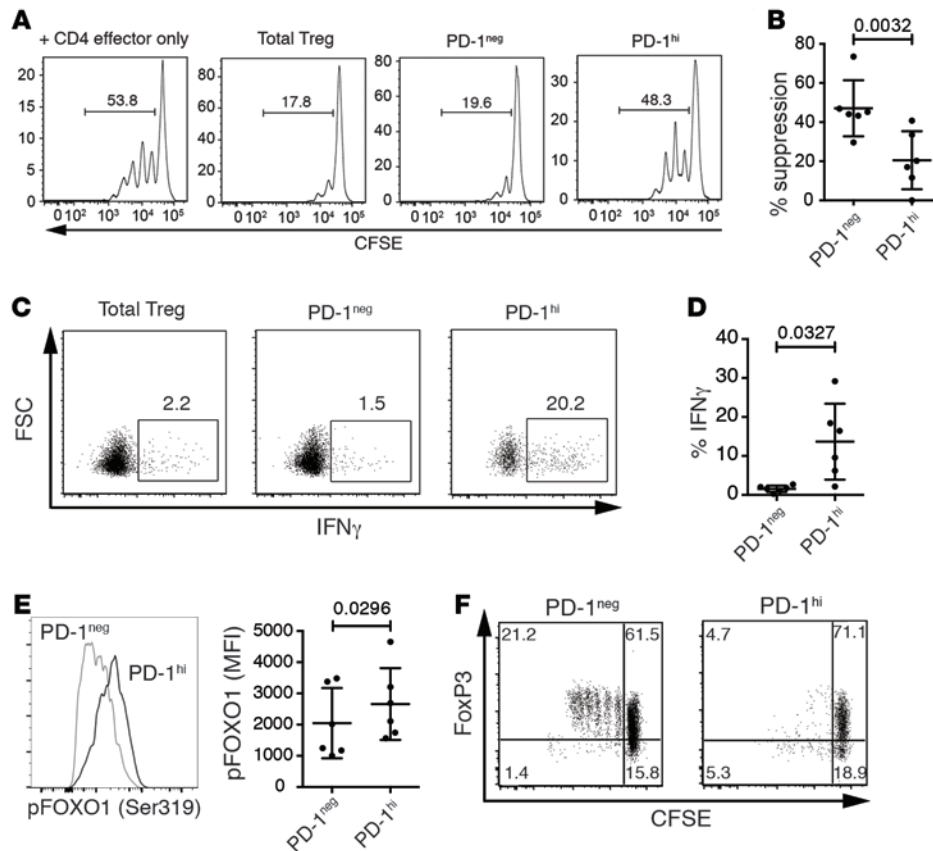 A
+ CD4 effector only
Total Treg
PD-1neg
PD-1hi
20
15
10
5
0
53.8
0 10² 10³ 10⁴ 10⁵
80
60
40
20
0
17.8
0 10² 10³ 10⁴ 10⁵
80
60
40
20
0
19.6
0 10² 10³ 10⁴ 10⁵
30
20
10
0
48.3
0 10² 10³ 10⁴ 10⁵
CFSE
B
0.0032
% suppression
80
60
40
20
0
PD-1neg
PD-1hi
C
Total Treg
PD-1neg
PD-1hi
FSC
2.2
1.5
20.2
IFNγ
D
0.0327
% IFNγ
40
30
20
10
0
PD-1neg
PD-1hi
E
PD-1neg
PD-1hi
pFOXO1 (Ser319)
0.0296
pFOXO1 (MFI)
5000
4000
3000
2000
1000
0
PD-1neg
PD-1hi
F
PD-1neg
PD-1hi
FoxP3
21.2
61.5
1.4
15.8
4.7
71.1
5.3
18.9
CFSE